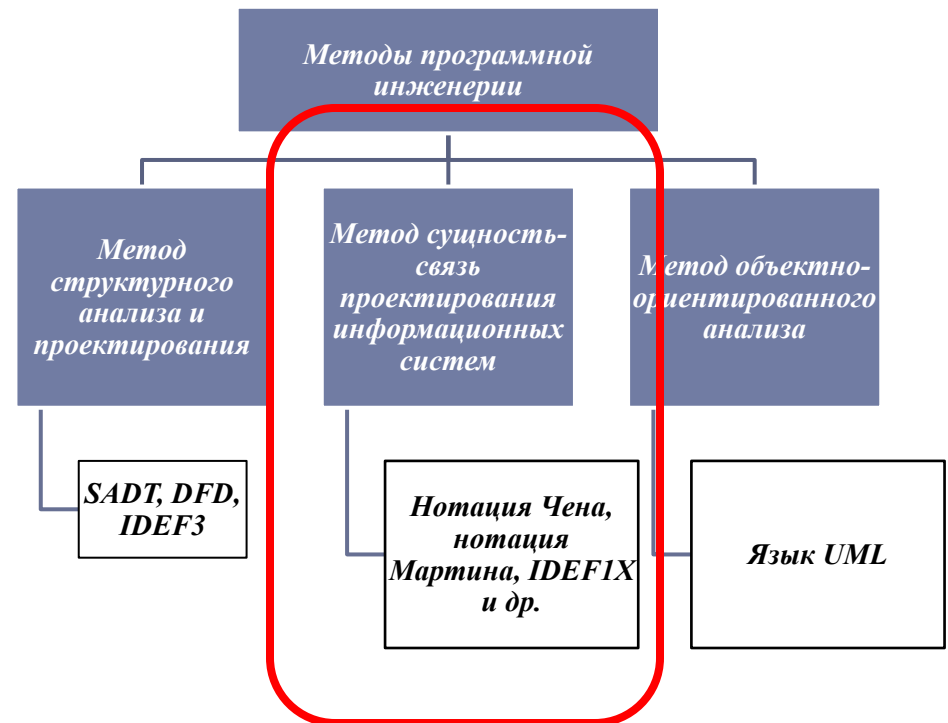 Методы программной
инженерии
Метод
структурного
анализа и
проектирования
Метод сущность-
связь
проектирования
информационных
систем
Метод объектно-
ориентированного
анализа
SADT, DFD,
IDEF3
Нотация Чена,
нотация
Мартина, IDEF1X
и др.
Язык UML